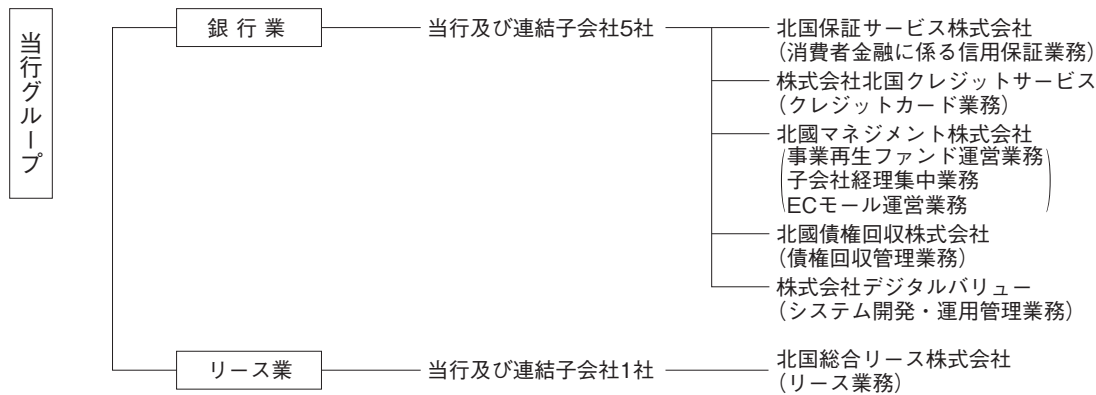 当行グループ
銀行業
当行及び連結子会社5社
北国保証サービス株式会社
(消費者金融に係る信用保証業務)
株式会社北国クレジットサービス
(クレジットカード業務)
北國マネジメント株式会社
(事業再生ファンド運営業務
子会社経理集中業務
ECモール運営業務)
北國債権回収株式会社
(債権回収管理業務)
株式会社デジタルバリュー
(システム開発・運用管理業務)
リース業
当行及び連結子会社1社
北国総合リース株式会社
(リース業務)